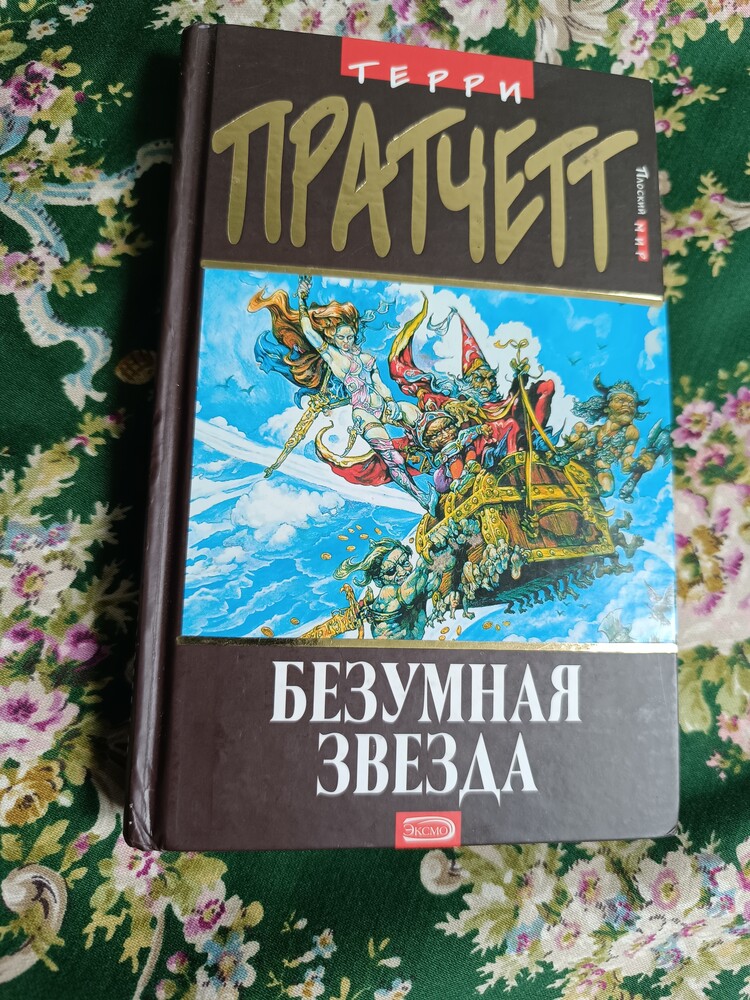 ТЕРРИ
ПРАТЧЕТТ
ПЛОСКИЙ МИР
БЕЗУМНАЯ
ЗВЕЗДА
ЭКСМО